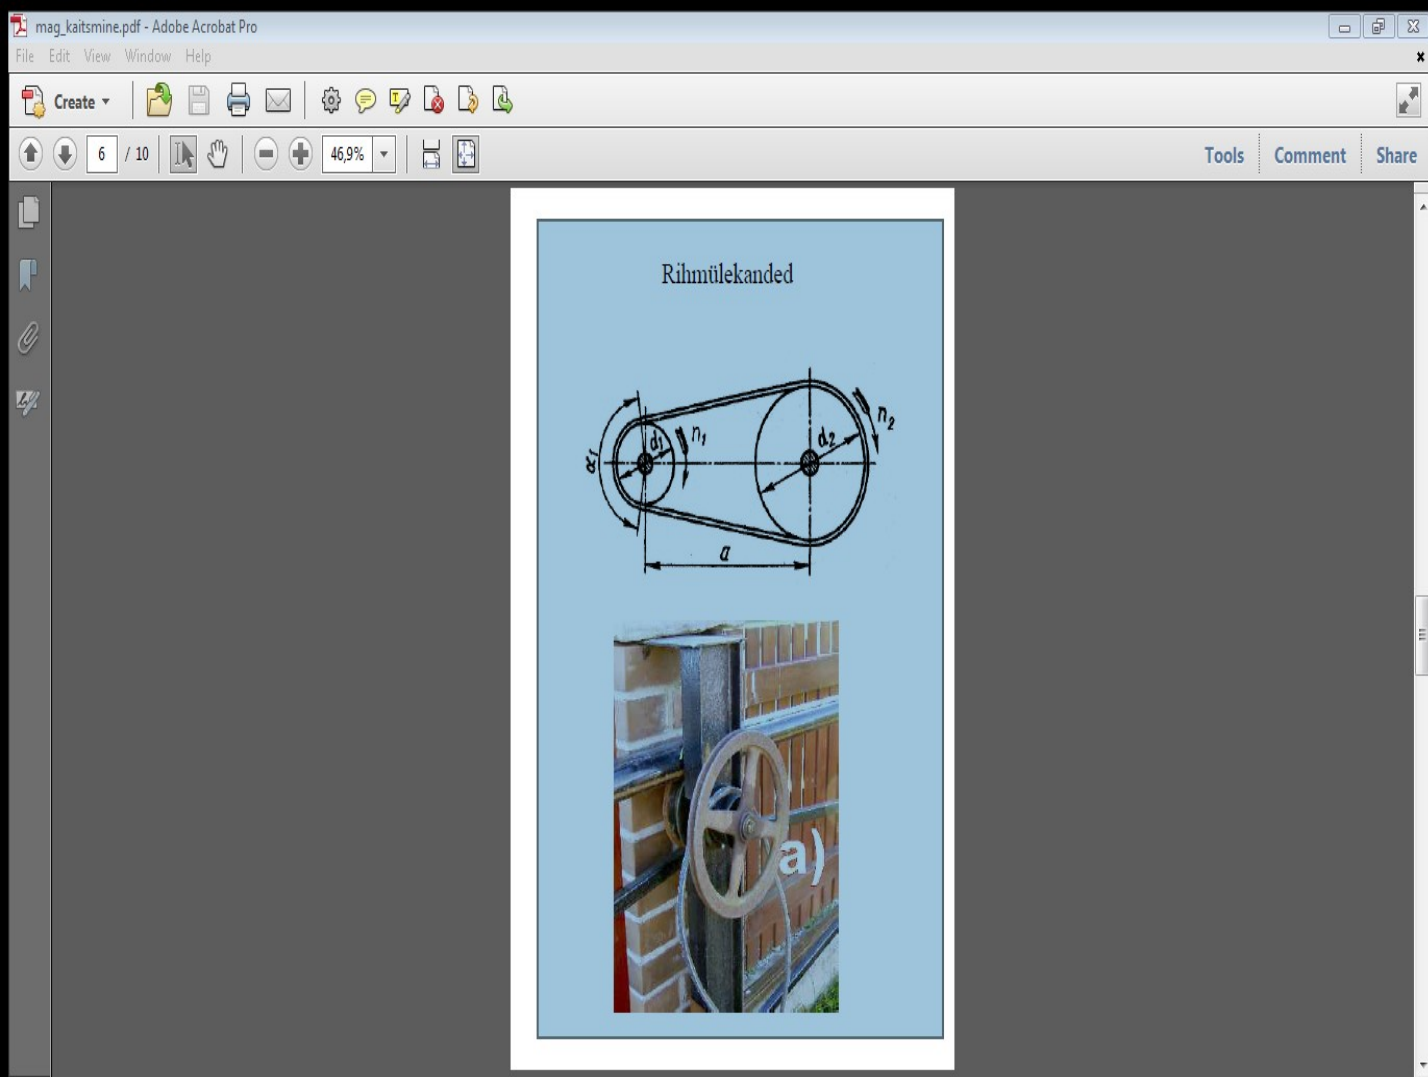 mag_kaitsmine.pdf - Adobe Acrobat Pro
File Edit View Window Help
Create
6 / 10
46,9%
Tools Comment Share
Rihmülekanded
α1 d1 n1 d2 n2
a
a)